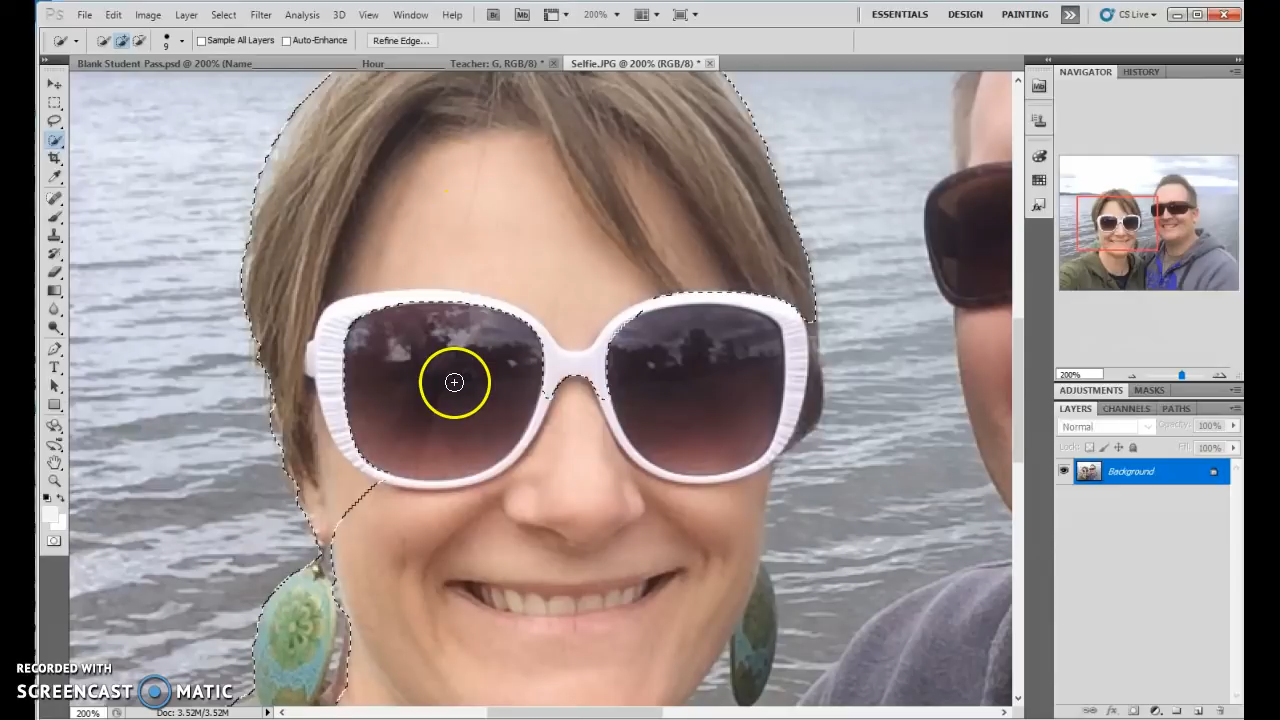 Ps File Edit Image Layer Select Filter Analysis 3D View Window Help Br Mb 200% ESSENTIALS DESIGN PAINTING CS Live
9 Sample All Layers Auto-Enhance Refine Edge...
Blank Student Pass.psd @ 200% (Name____________________ Hour__________ Teacher: G, RGB/8) * Selfie.JPG @ 200% (RGB/8) *
NAVIGATOR HISTORY
Mb
200%
ADJUSTMENTS MASKS
LAYERS CHANNELS PATHS
Normal Opacity: 100%
Lock: Fill: 100%
Background
RECORDED WITH
SCREENCAST MATIC
200% Doc: 3.52M/3.52M